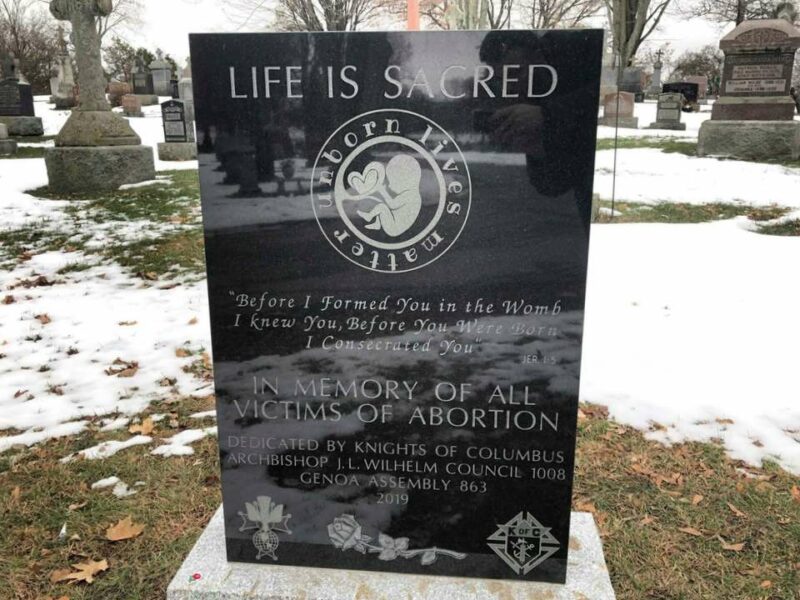 LIFE IS SACRED
unborn lives matter
"Before I Formed You in the Womb
I knew You, Before You Were Born
I Consecrated You"
JER. 1:5
IN MEMORY OF ALL
VICTIMS OF ABORTION
DEDICATED BY KNIGHTS OF COLUMBUS
ARCHBISHOP J.L. WILHELM COUNCIL 1008
GENOA ASSEMBLY 863
2019
K of C